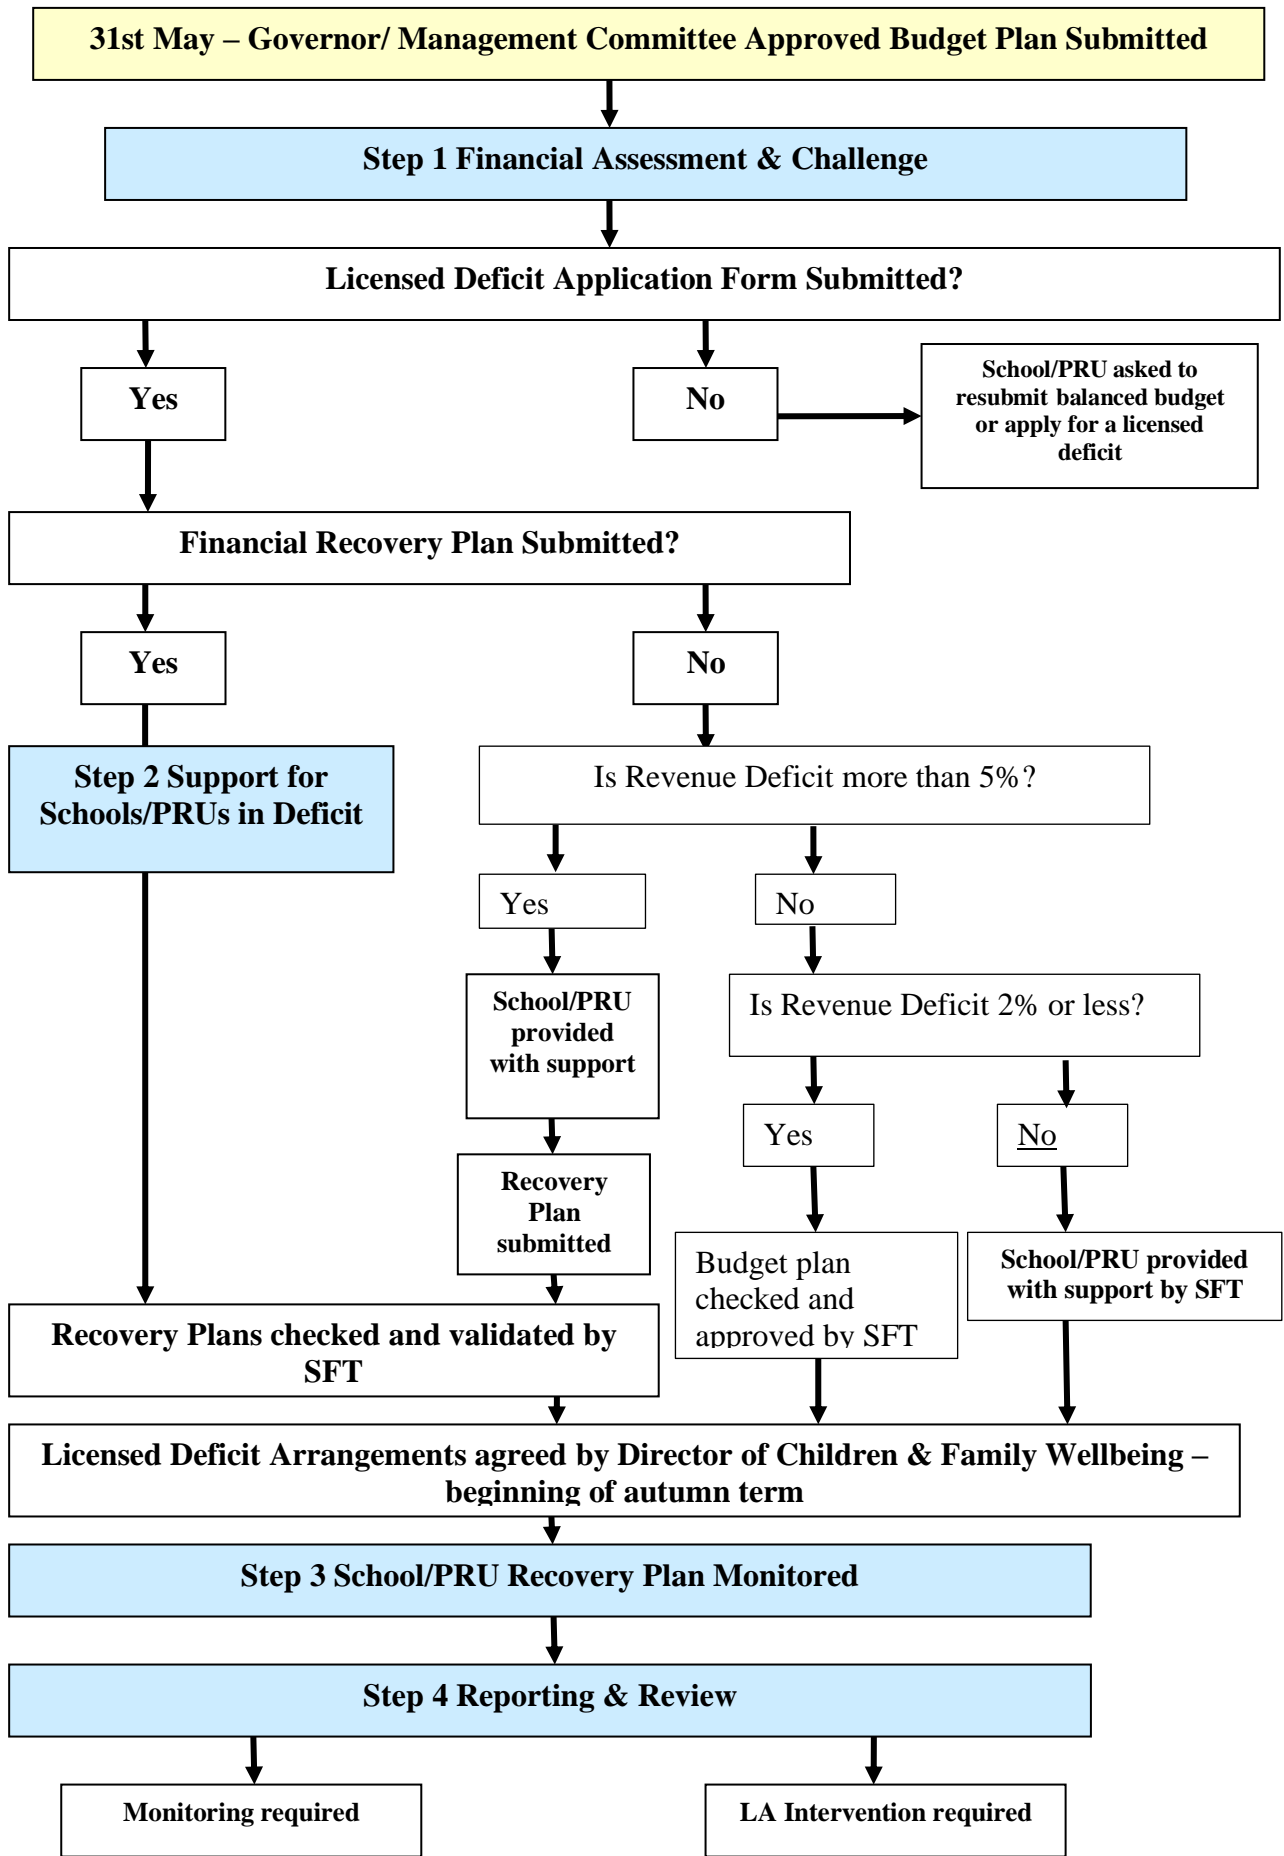 31st May – Governor/ Management Committee Approved Budget Plan Submitted
Step 1 Financial Assessment & Challenge
Licensed Deficit Application Form Submitted?
Yes
No
School/PRU asked to
resubmit balanced budget
or apply for a licensed
deficit
Financial Recovery Plan Submitted?
Yes
No
Step 2 Support for
Schools/PRUs in Deficit
Is Revenue Deficit more than 5%?
Yes
No
School/PRU
provided
with support
Is Revenue Deficit 2% or less?
Yes
No
Recovery
Plan
submitted
Budget plan
checked and
approved by SFT
School/PRU provided
with support by SFT
Recovery Plans checked and validated by
SFT
Licensed Deficit Arrangements agreed by Director of Children & Family Wellbeing –
beginning of autumn term
Step 3 School/PRU Recovery Plan Monitored
Step 4 Reporting & Review
Monitoring required
LA Intervention required